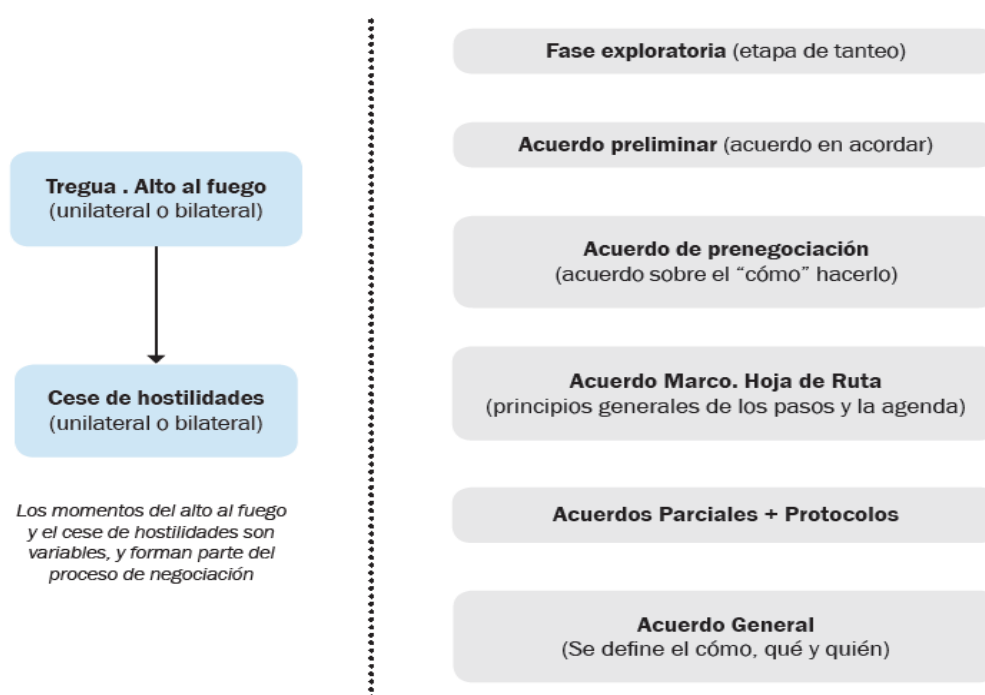 Tregua . Alto al fuego
(unilateral o bilateral)
Cese de hostilidades
(unilateral o bilateral)
Los momentos del alto al fuego
y el cese de hostilidades son
variables, y forman parte del
proceso de negociación
Fase exploratoria (etapa de tanteo)
Acuerdo preliminar (acuerdo en acordar)
Acuerdo de prenegociación
(acuerdo sobre el “cómo” hacerlo)
Acuerdo Marco. Hoja de Ruta
(principios generales de los pasos y la agenda)
Acuerdos Parciales + Protocolos
Acuerdo General
(Se define el cómo, qué y quién)